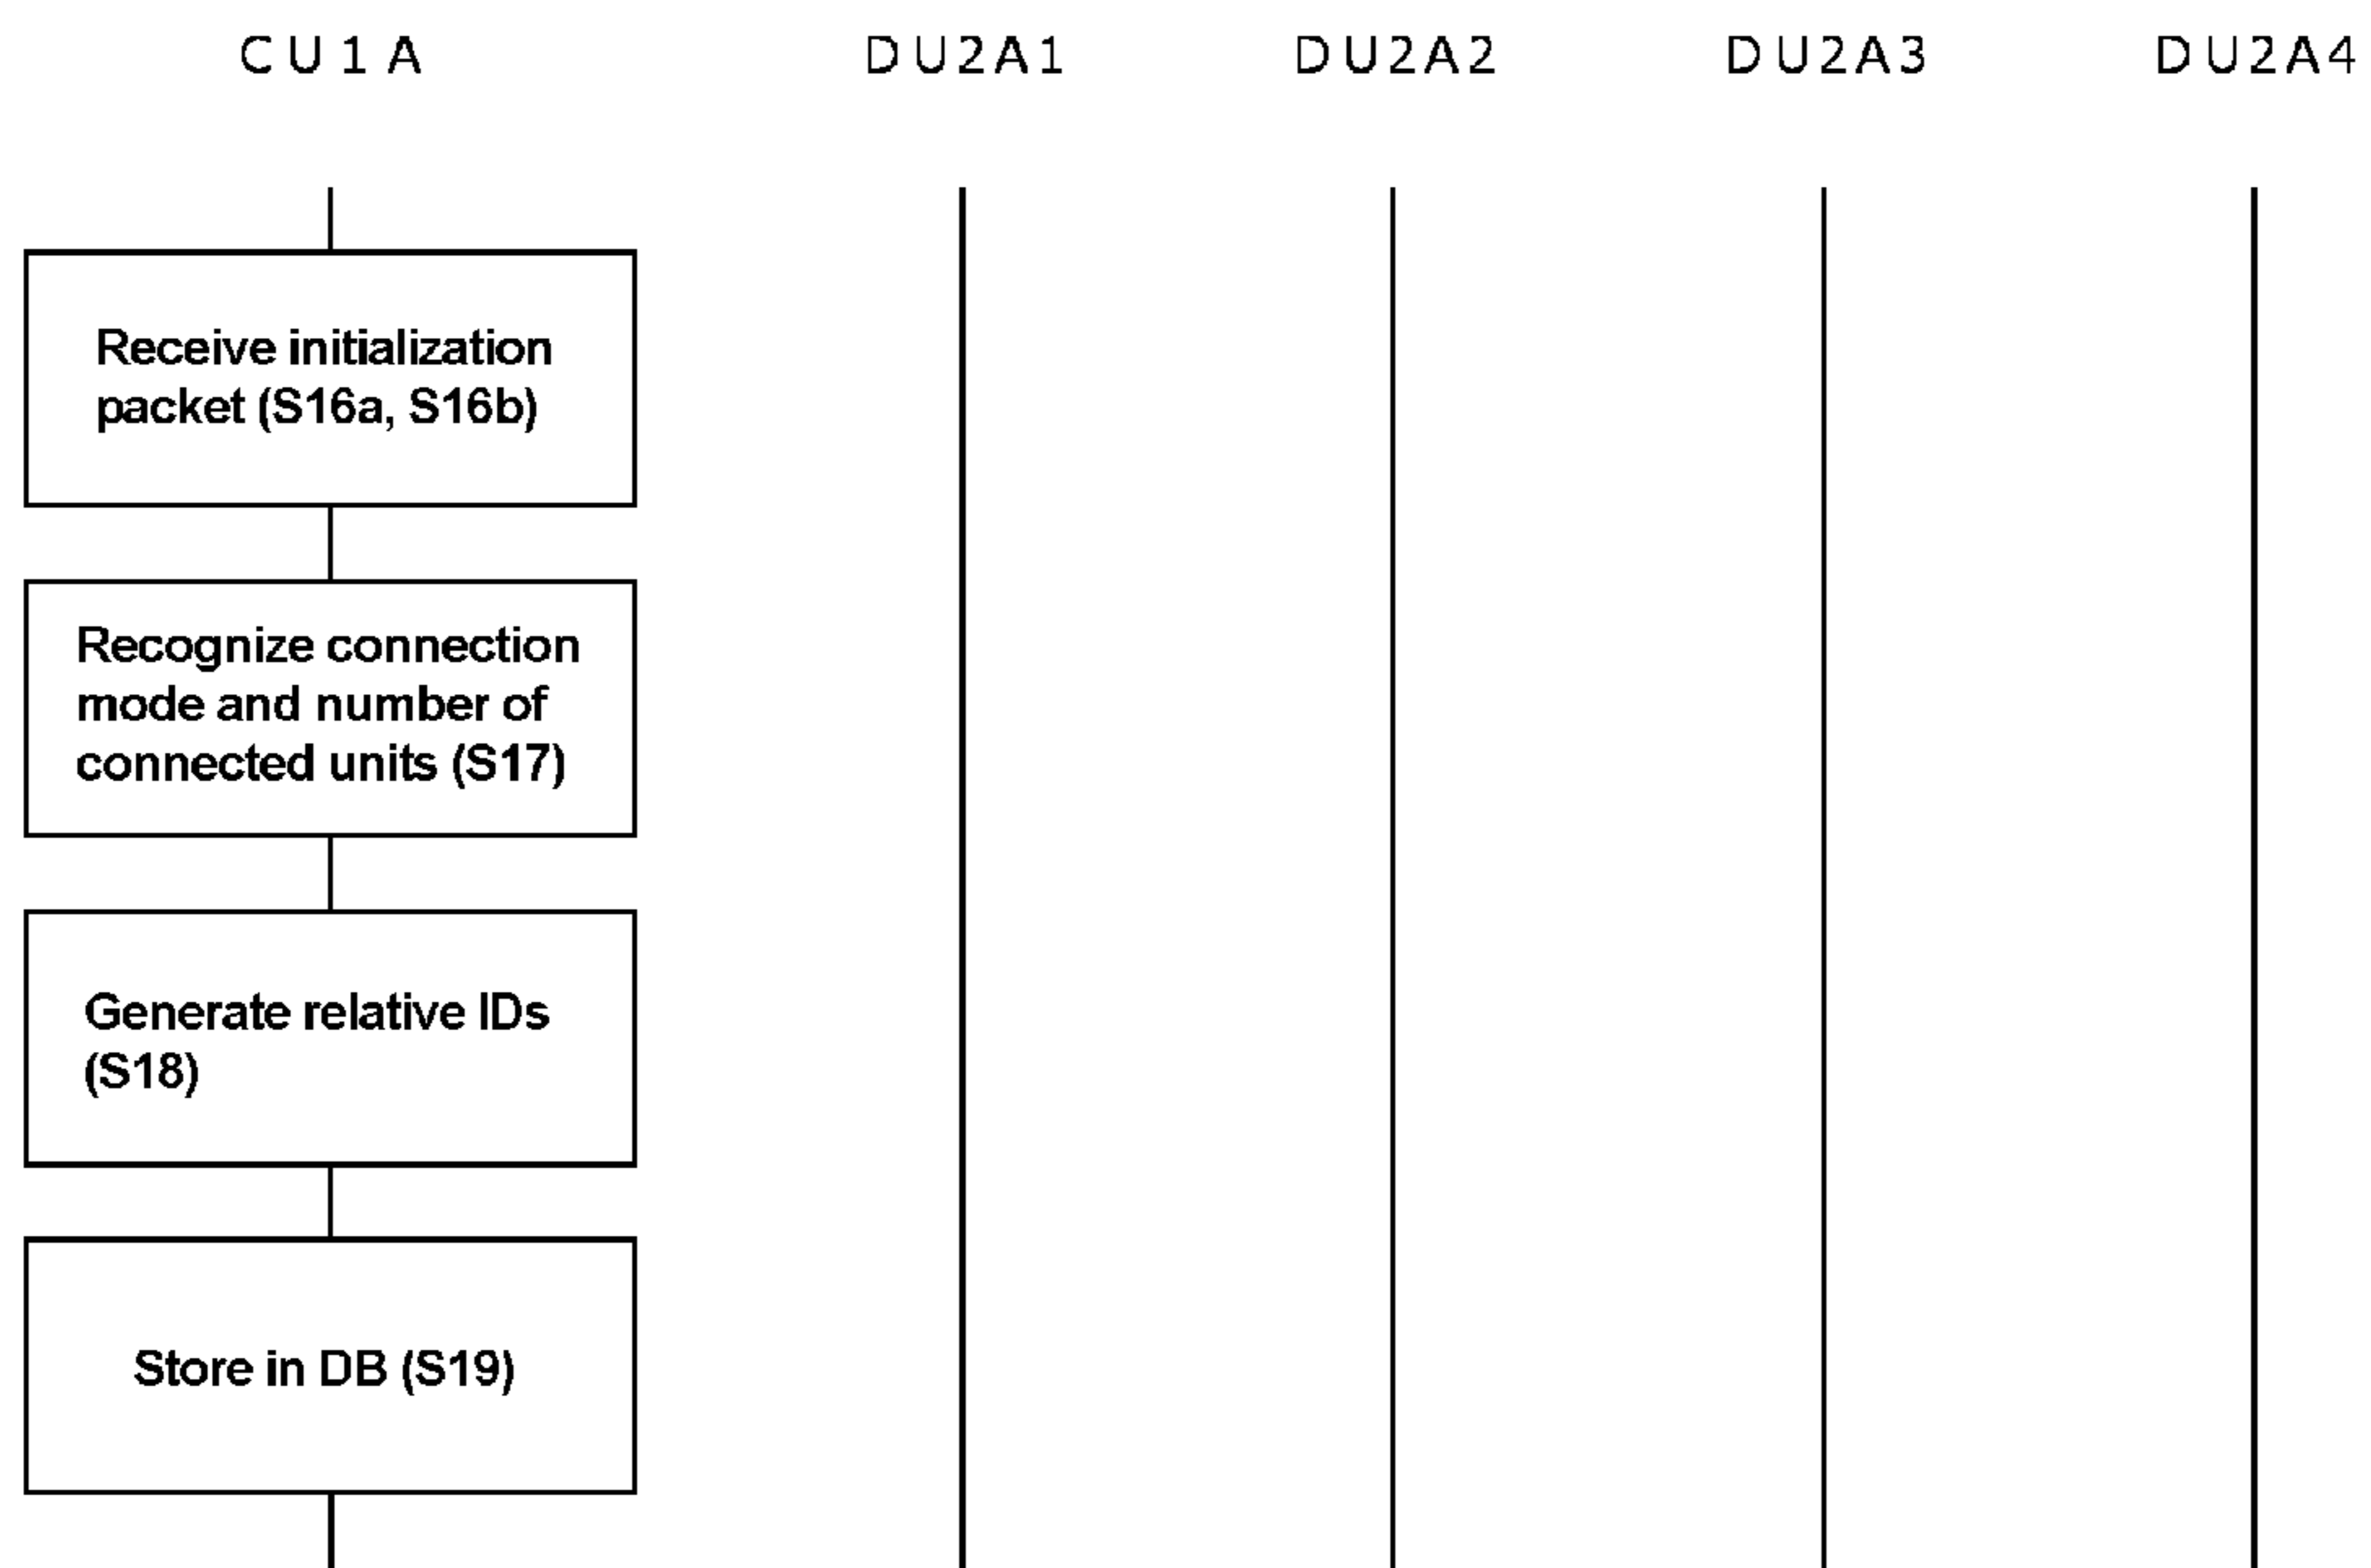 CU1A DU2A1 DU2A2 DU2A3 DU2A4
Receive initialization
packet (S16a, S16b)
Recognize connection
mode and number of
connected units (S17)
Generate relative IDs
(S18)
Store in DB (S19)